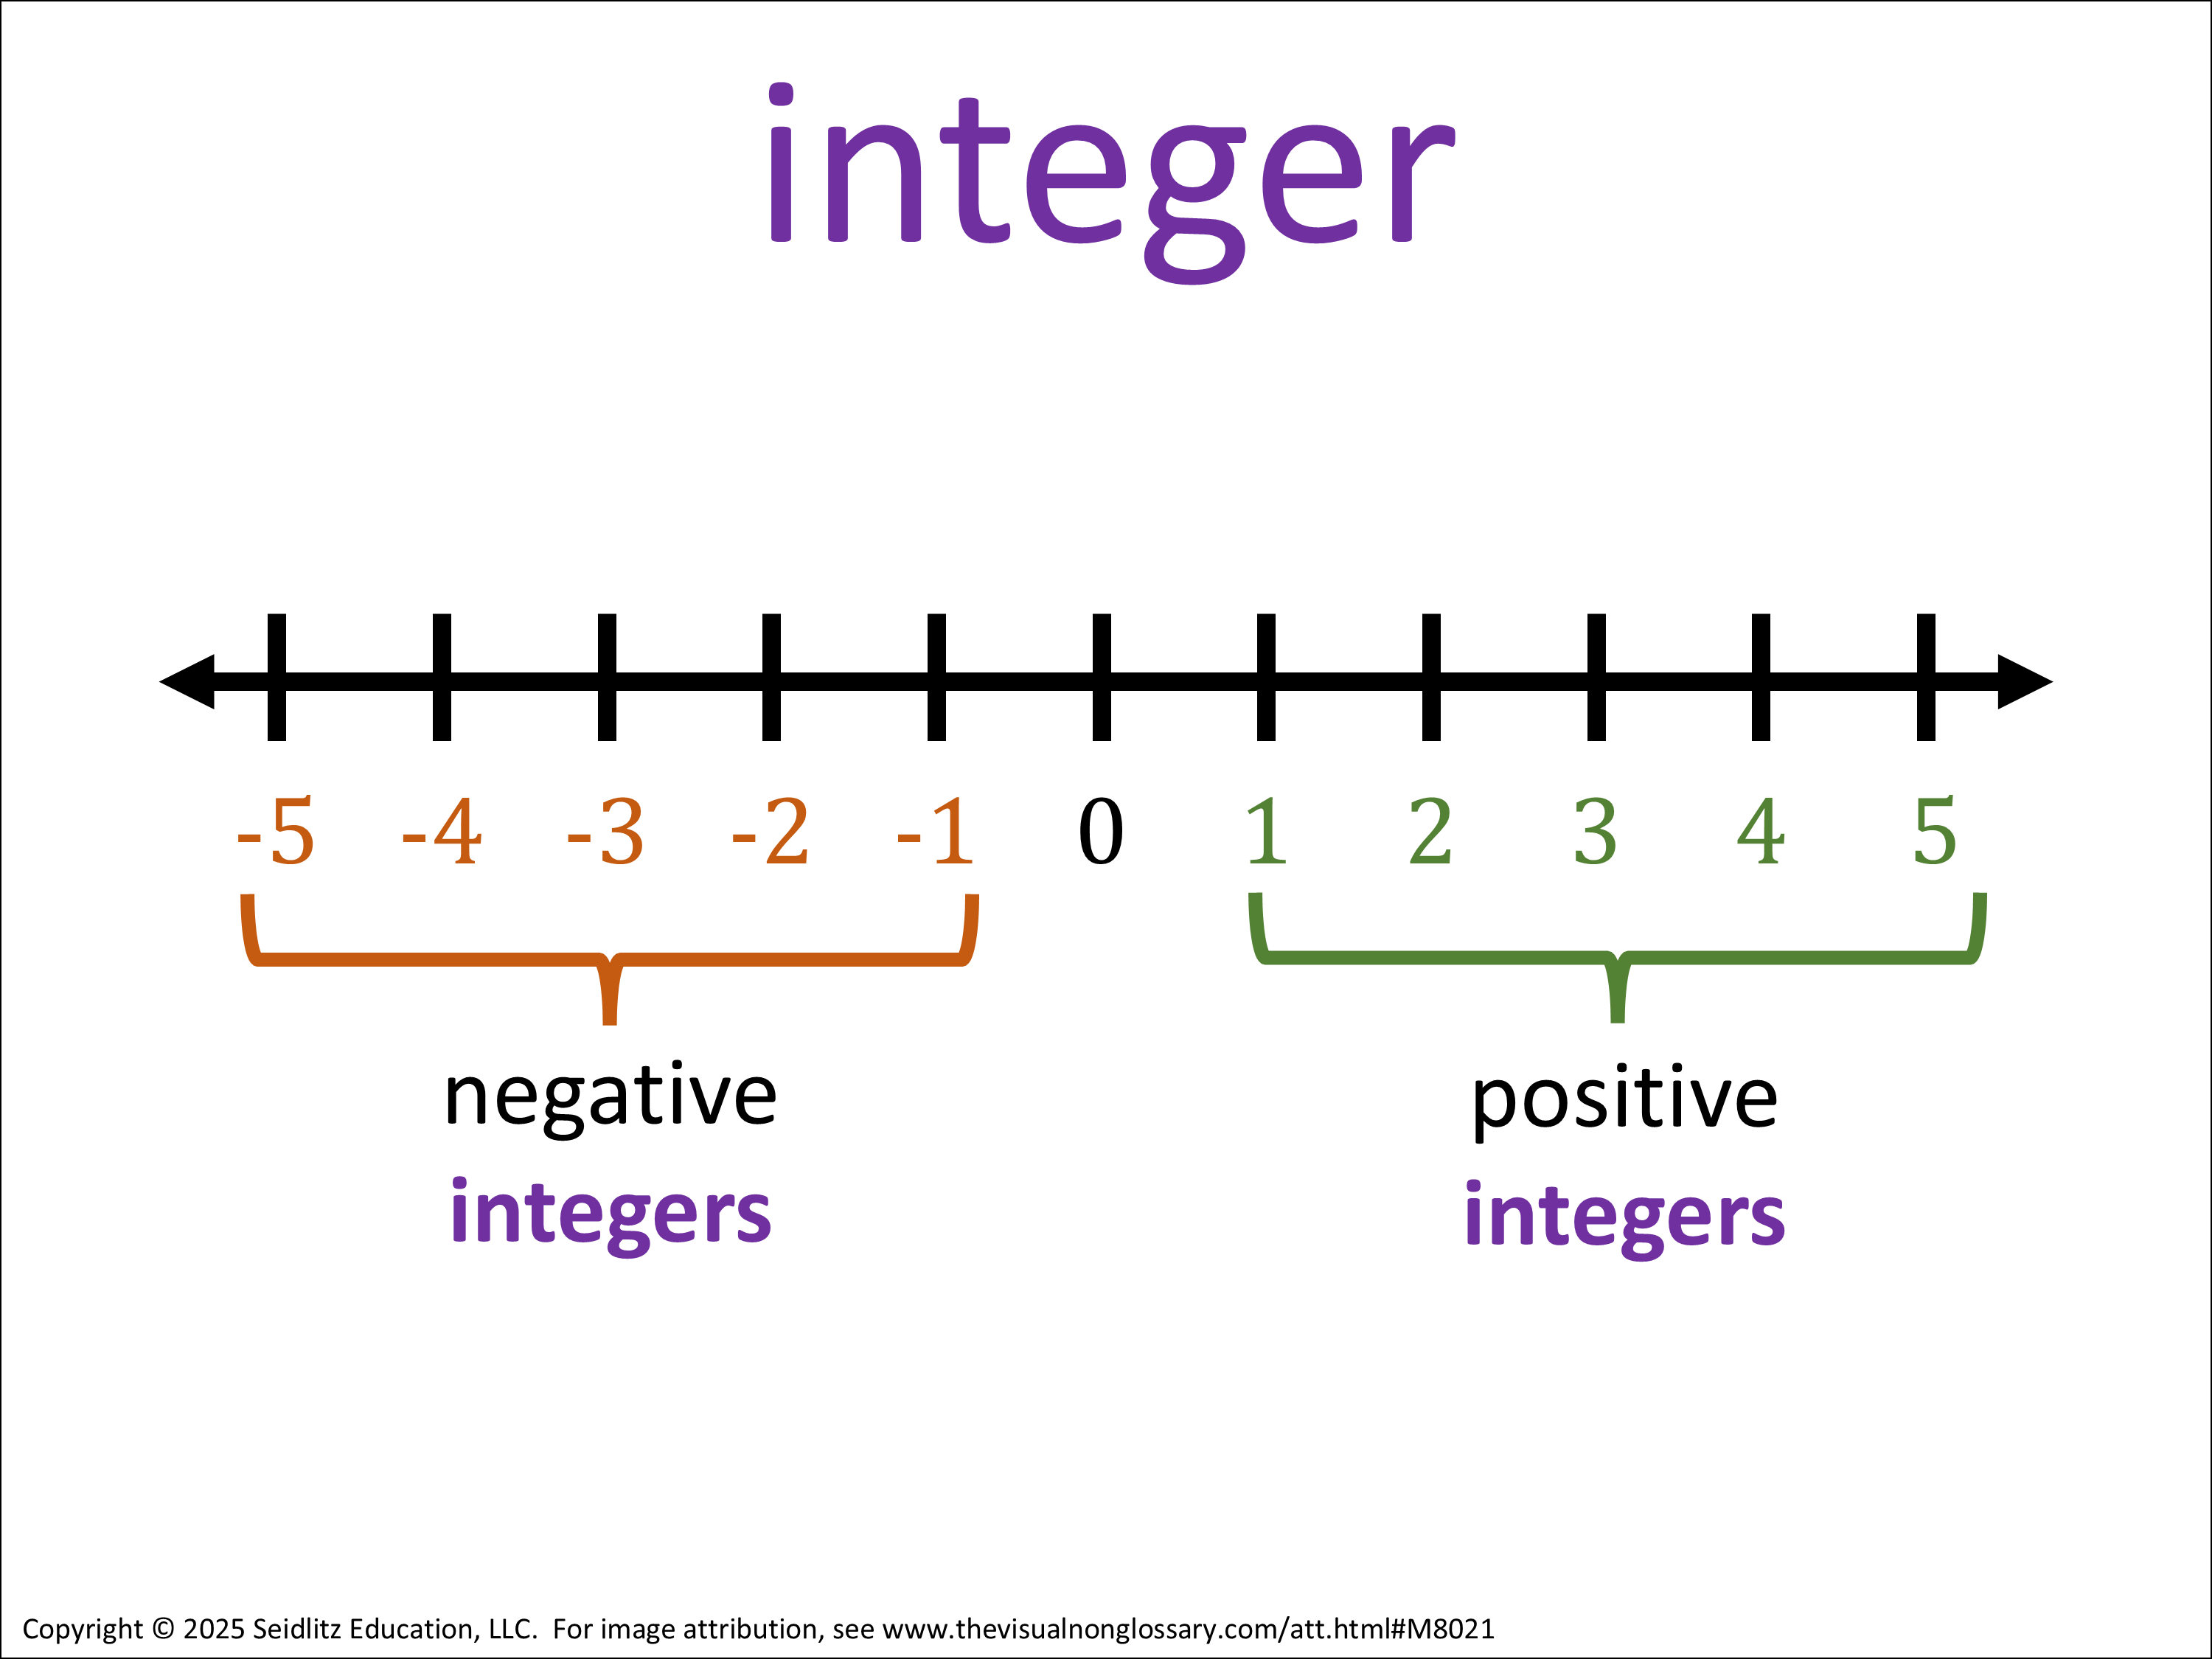 integer
-5 -4 -3 -2 -1 0 1 2 3 4 5
negative
integers
positive
integers
Copyright © 2025 Seidlitz Education, LLC.  For image attribution, see www.thevisualnonglossary.com/att.html#M8021